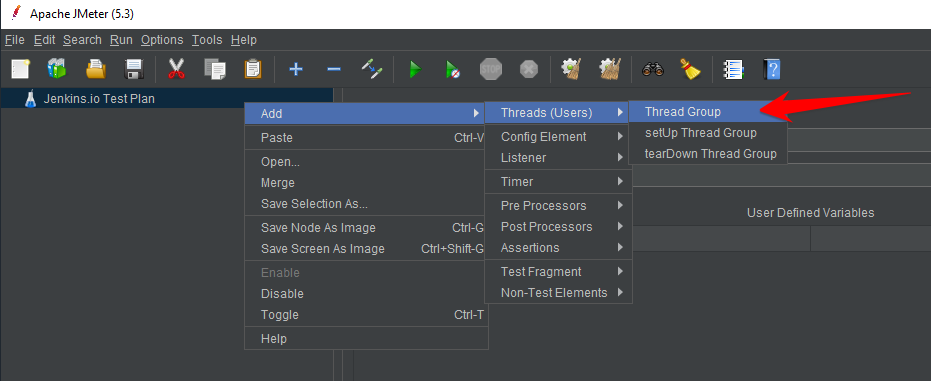 Apache JMeter (5.3)
File Edit Search Run Options Tools Help
STOP
Jenkins.io Test Plan
Add
Paste Ctrl-V
Open...
Merge
Save Selection As...
Save Node As Image Ctrl-G
Save Screen As Image Ctrl+Shift-G
Enable
Disable
Toggle Ctrl-T
Help
Threads (Users)
Config Element
Listener
Timer
Pre Processors
Post Processors
Assertions
Test Fragment
Non-Test Elements
Thread Group
setUp Thread Group
tearDown Thread Group
User Defined Variables